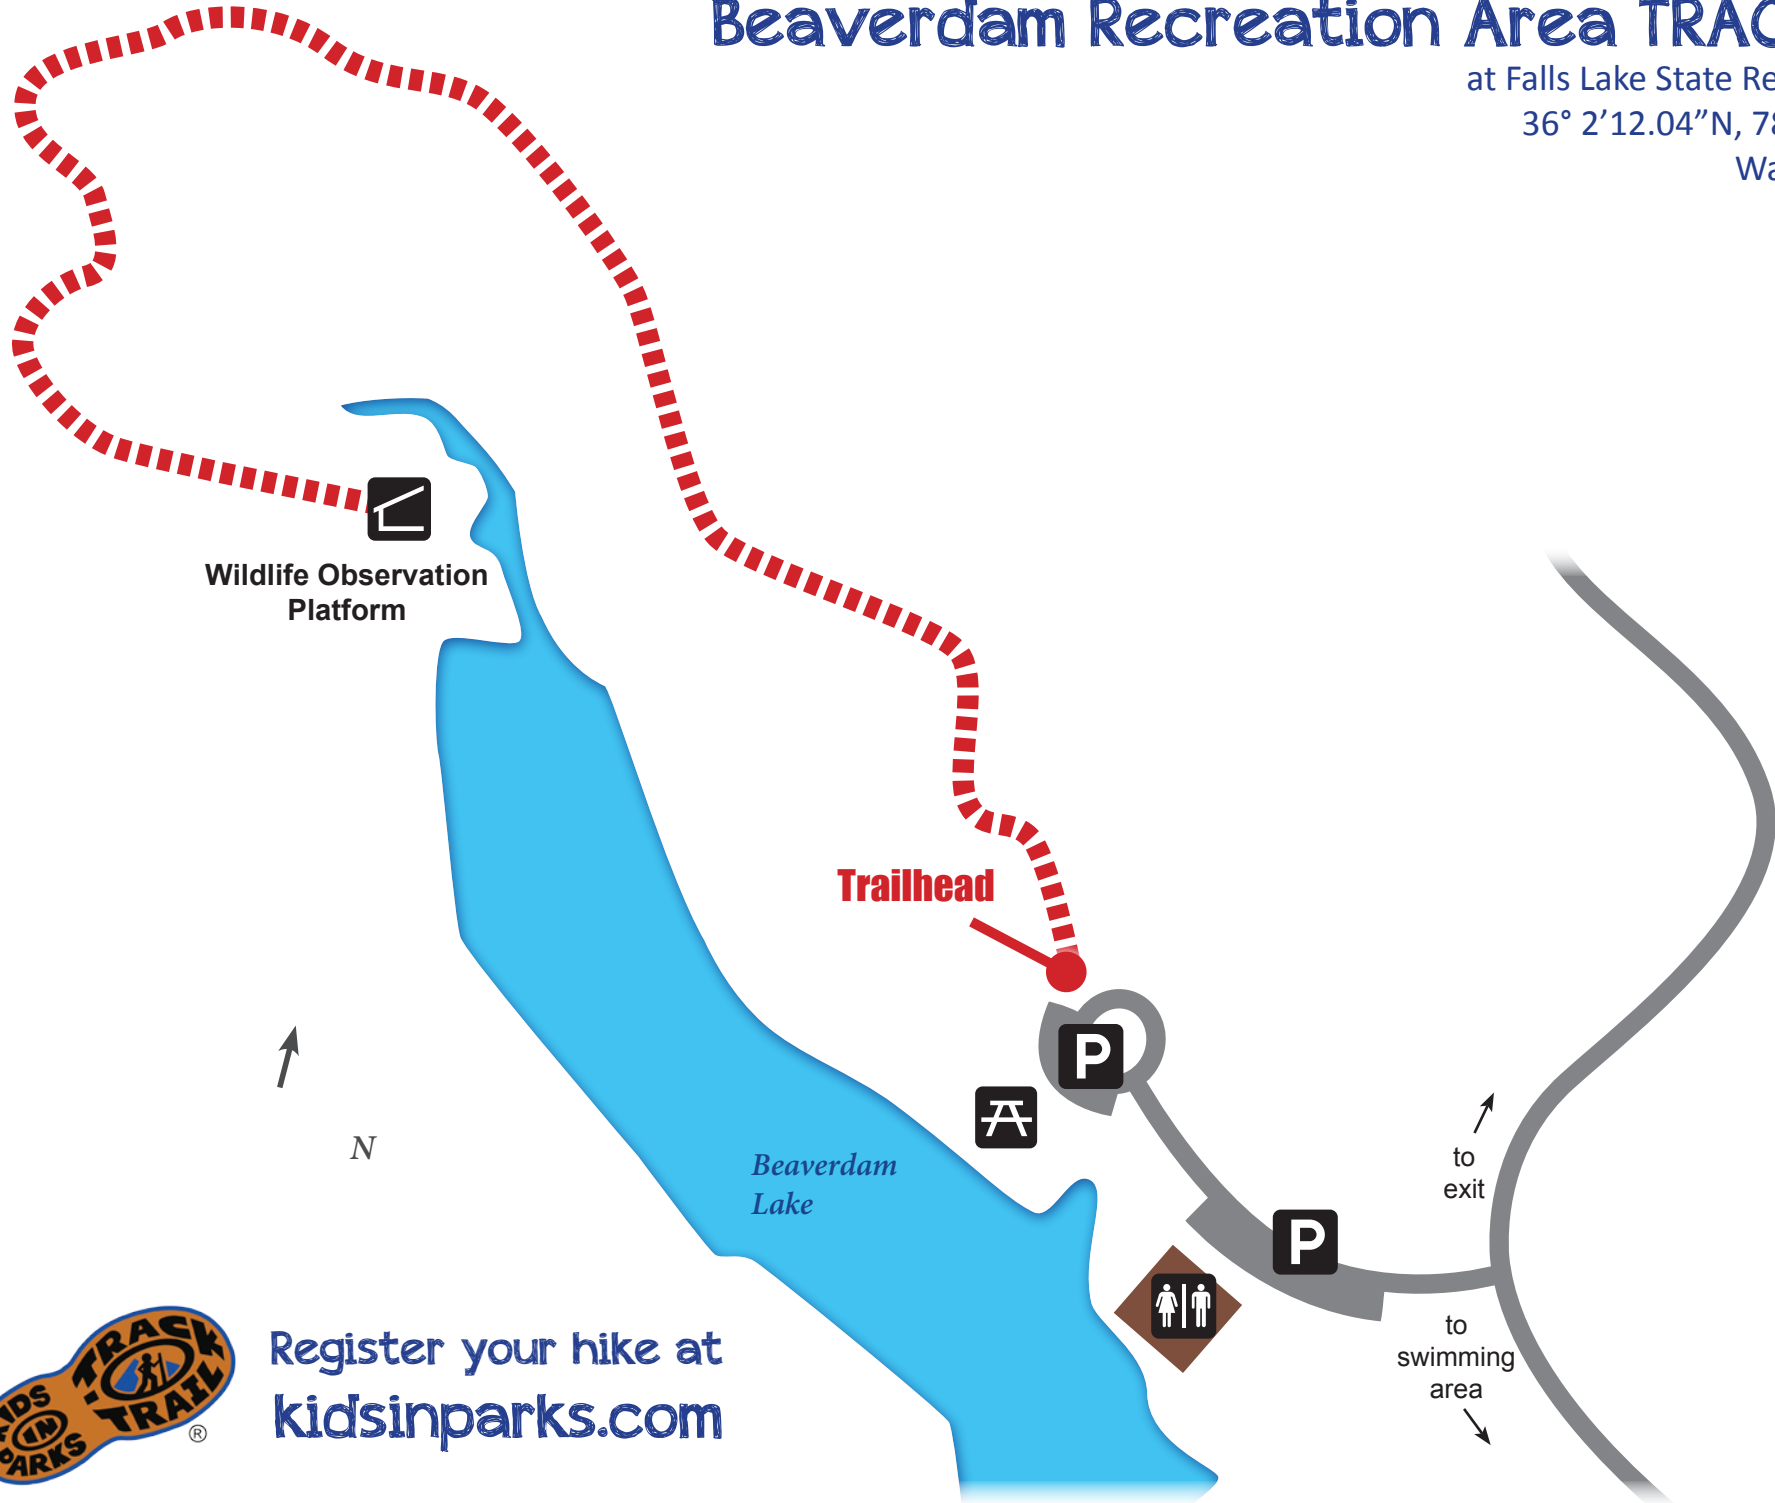 Beaverdam Recreation Area TRAC
at Falls Lake State Re
36° 2’12.04”N, 78
Wa
Wildlife Observation
Platform
Trailhead
P
to
exit
N
Beaverdam
Lake
P
to
swimming
area
Register your hike at
kidsinparks.com
TRACK
TRAIL
KIDS
IN
PARKS
®